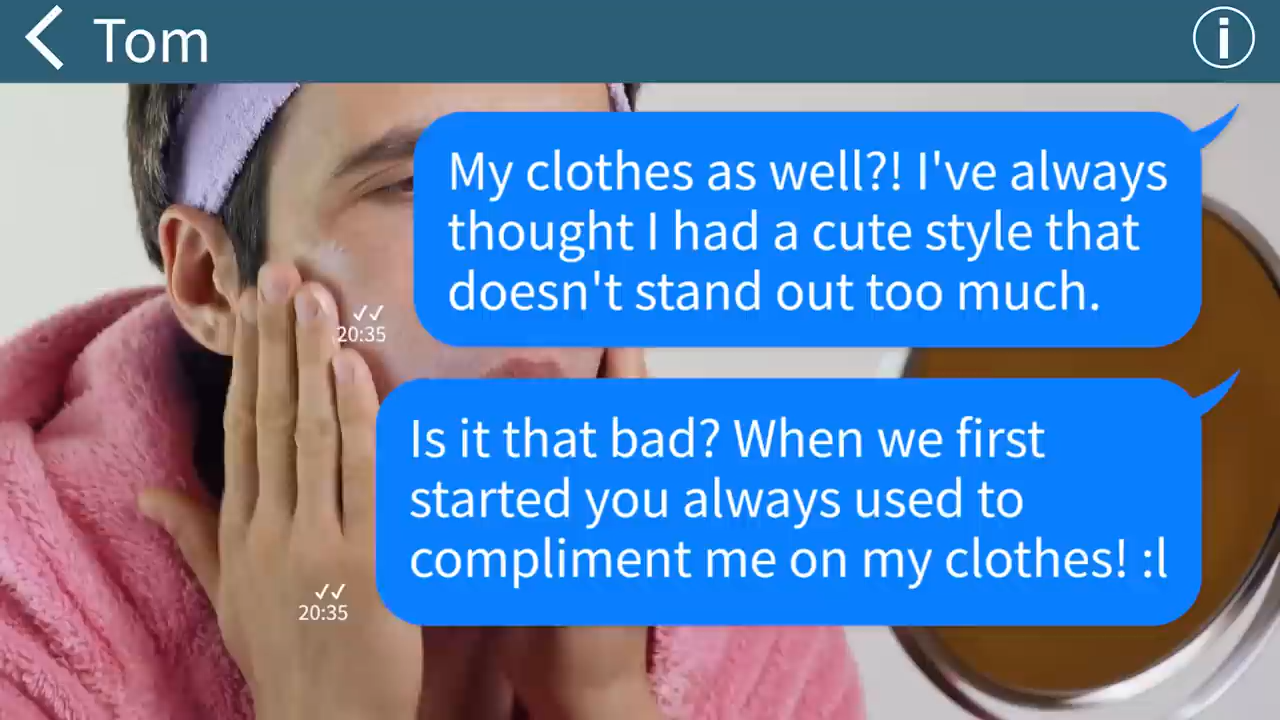 Tom
My clothes as well?! I've always
thought I had a cute style that
doesn't stand out too much.
20:35
Is it that bad? When we first
started you always used to
compliment me on my clothes! :l
20:35